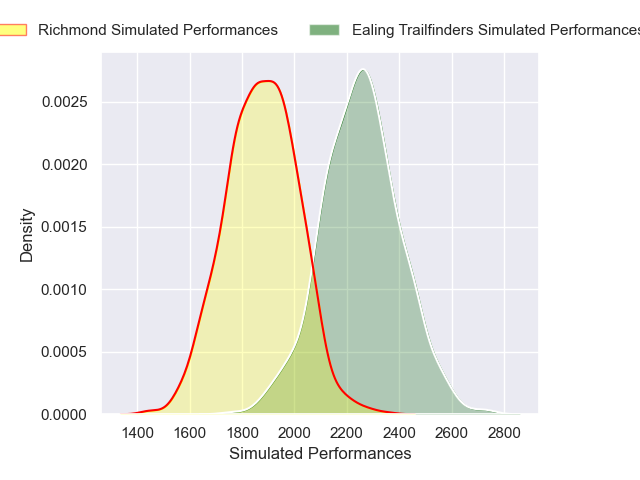 Richmond Simulated Performances
Ealing Trailfinders Simulated Performances
0.0025
0.0020
0.0015
0.0010
0.0005
0.0000
Density
1400 1600 1800 2000 2200 2400 2600 2800
Simulated Performances